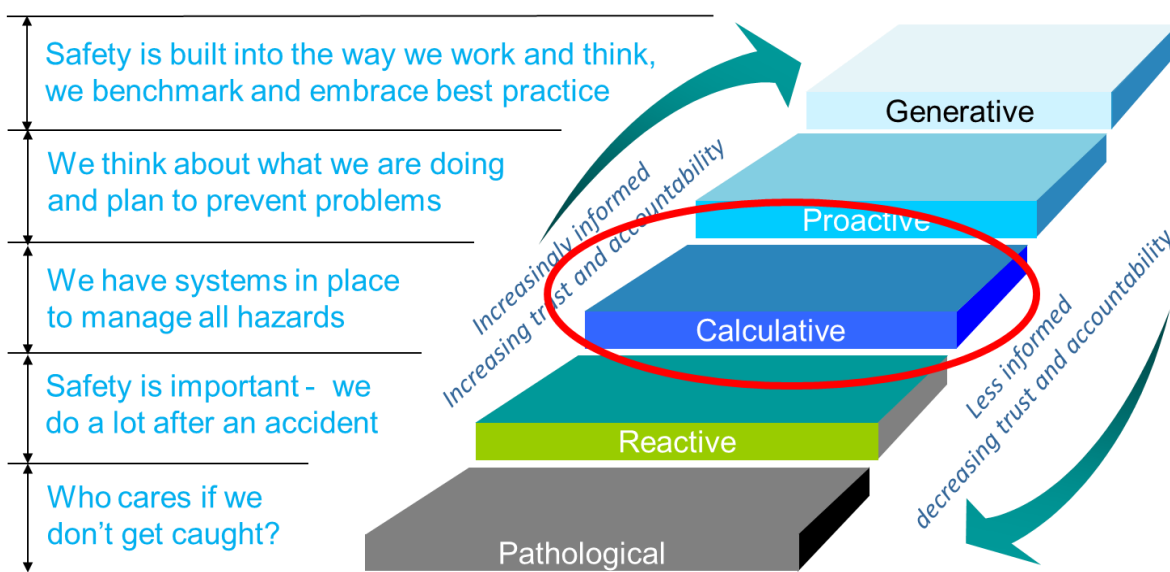 Safety is built into the way we work and think,
we benchmark and embrace best practice
We think about what we are doing
and plan to prevent problems
We have systems in place
to manage all hazards
Safety is important -  we
do a lot after an accident
Who cares if we
don’t get caught?
Increasingly informed
Increasing trust and accountability
Generative
Proactive
Calculative
Reactive
Pathological
Less informed
decreasing trust and accountability